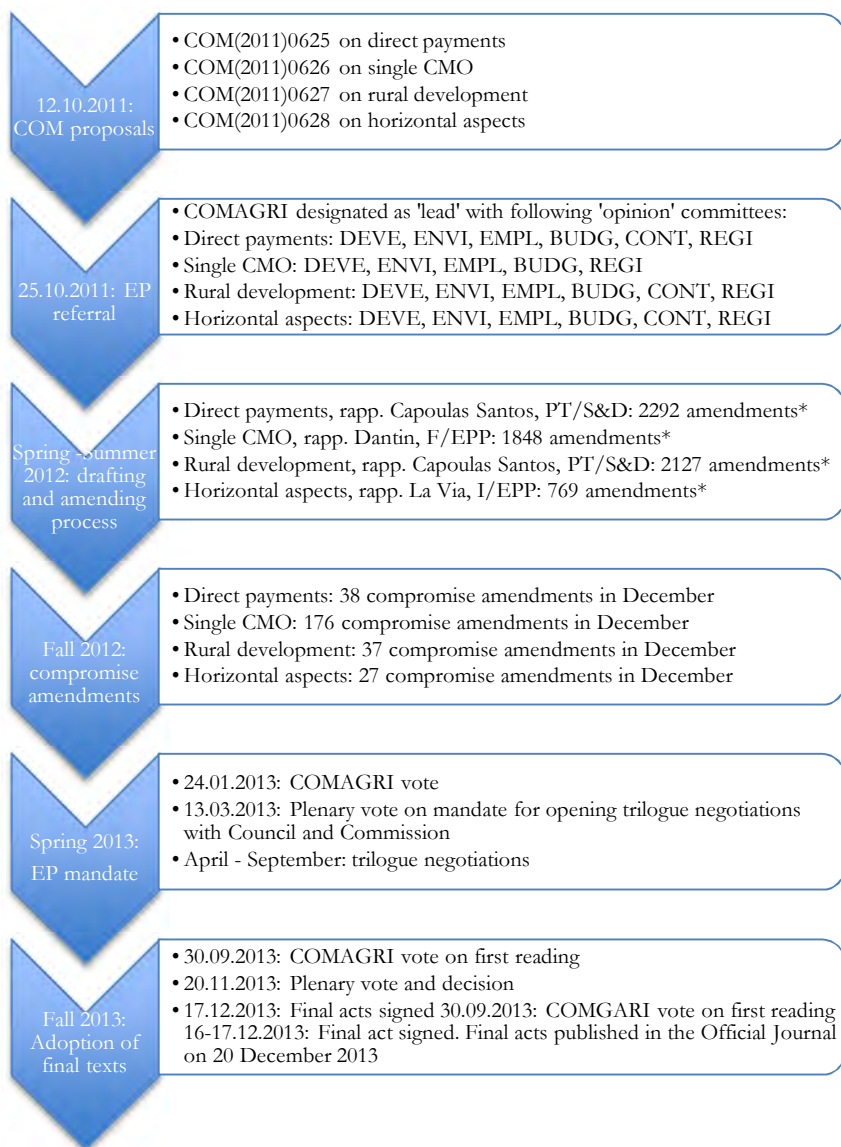 12.10.2011:
COM proposals
• COM(2011)0625 on direct payments
• COM(2011)0626 on single CMO
• COM(2011)0627 on rural development
• COM(2011)0628 on horizontal aspects
25.10.2011: EP
referral
• COMAGRI designated as 'lead' with following 'opinion' committees:
• Direct payments: DEVE, ENVI, EMPL, BUDG, CONT, REGI
• Single CMO: DEVE, ENVI, EMPL, BUDG, REGI
• Rural development: DEVE, ENVI, EMPL, BUDG, CONT, REGI
• Horizontal aspects: DEVE, ENVI, EMPL, BUDG, CONT, REGI
Spring -Summer
2012: drafting
and amending
process
• Direct payments, rapp. Capoulas Santos, PT/S&D: 2292 amendments*
• Single CMO, rapp. Dantin, F/EPP: 1848 amendments*
• Rural development, rapp. Capoulas Santos, PT/S&D: 2127 amendments*
• Horizontal aspects, rapp. La Via, I/EPP: 769 amendments*
Fall 2012:
compromise
amendments
• Direct payments: 38 compromise amendments in December
• Single CMO: 176 compromise amendments in December
• Rural development: 37 compromise amendments in December
• Horizontal aspects: 27 compromise amendments in December
Spring 2013:
EP mandate
• 24.01.2013: COMAGRI vote
• 13.03.2013: Plenary vote on mandate for opening trilogue negotiations
with Council and Commission
• April - September: trilogue negotiations
Fall 2013:
Adoption of
final texts
• 30.09.2013: COMAGRI vote on first reading
• 20.11.2013: Plenary vote and decision
• 17.12.2013: Final acts signed 30.09.2013: COMGARI vote on first reading
16-17.12.2013: Final act signed. Final acts published in the Official Journal
on 20 December 2013